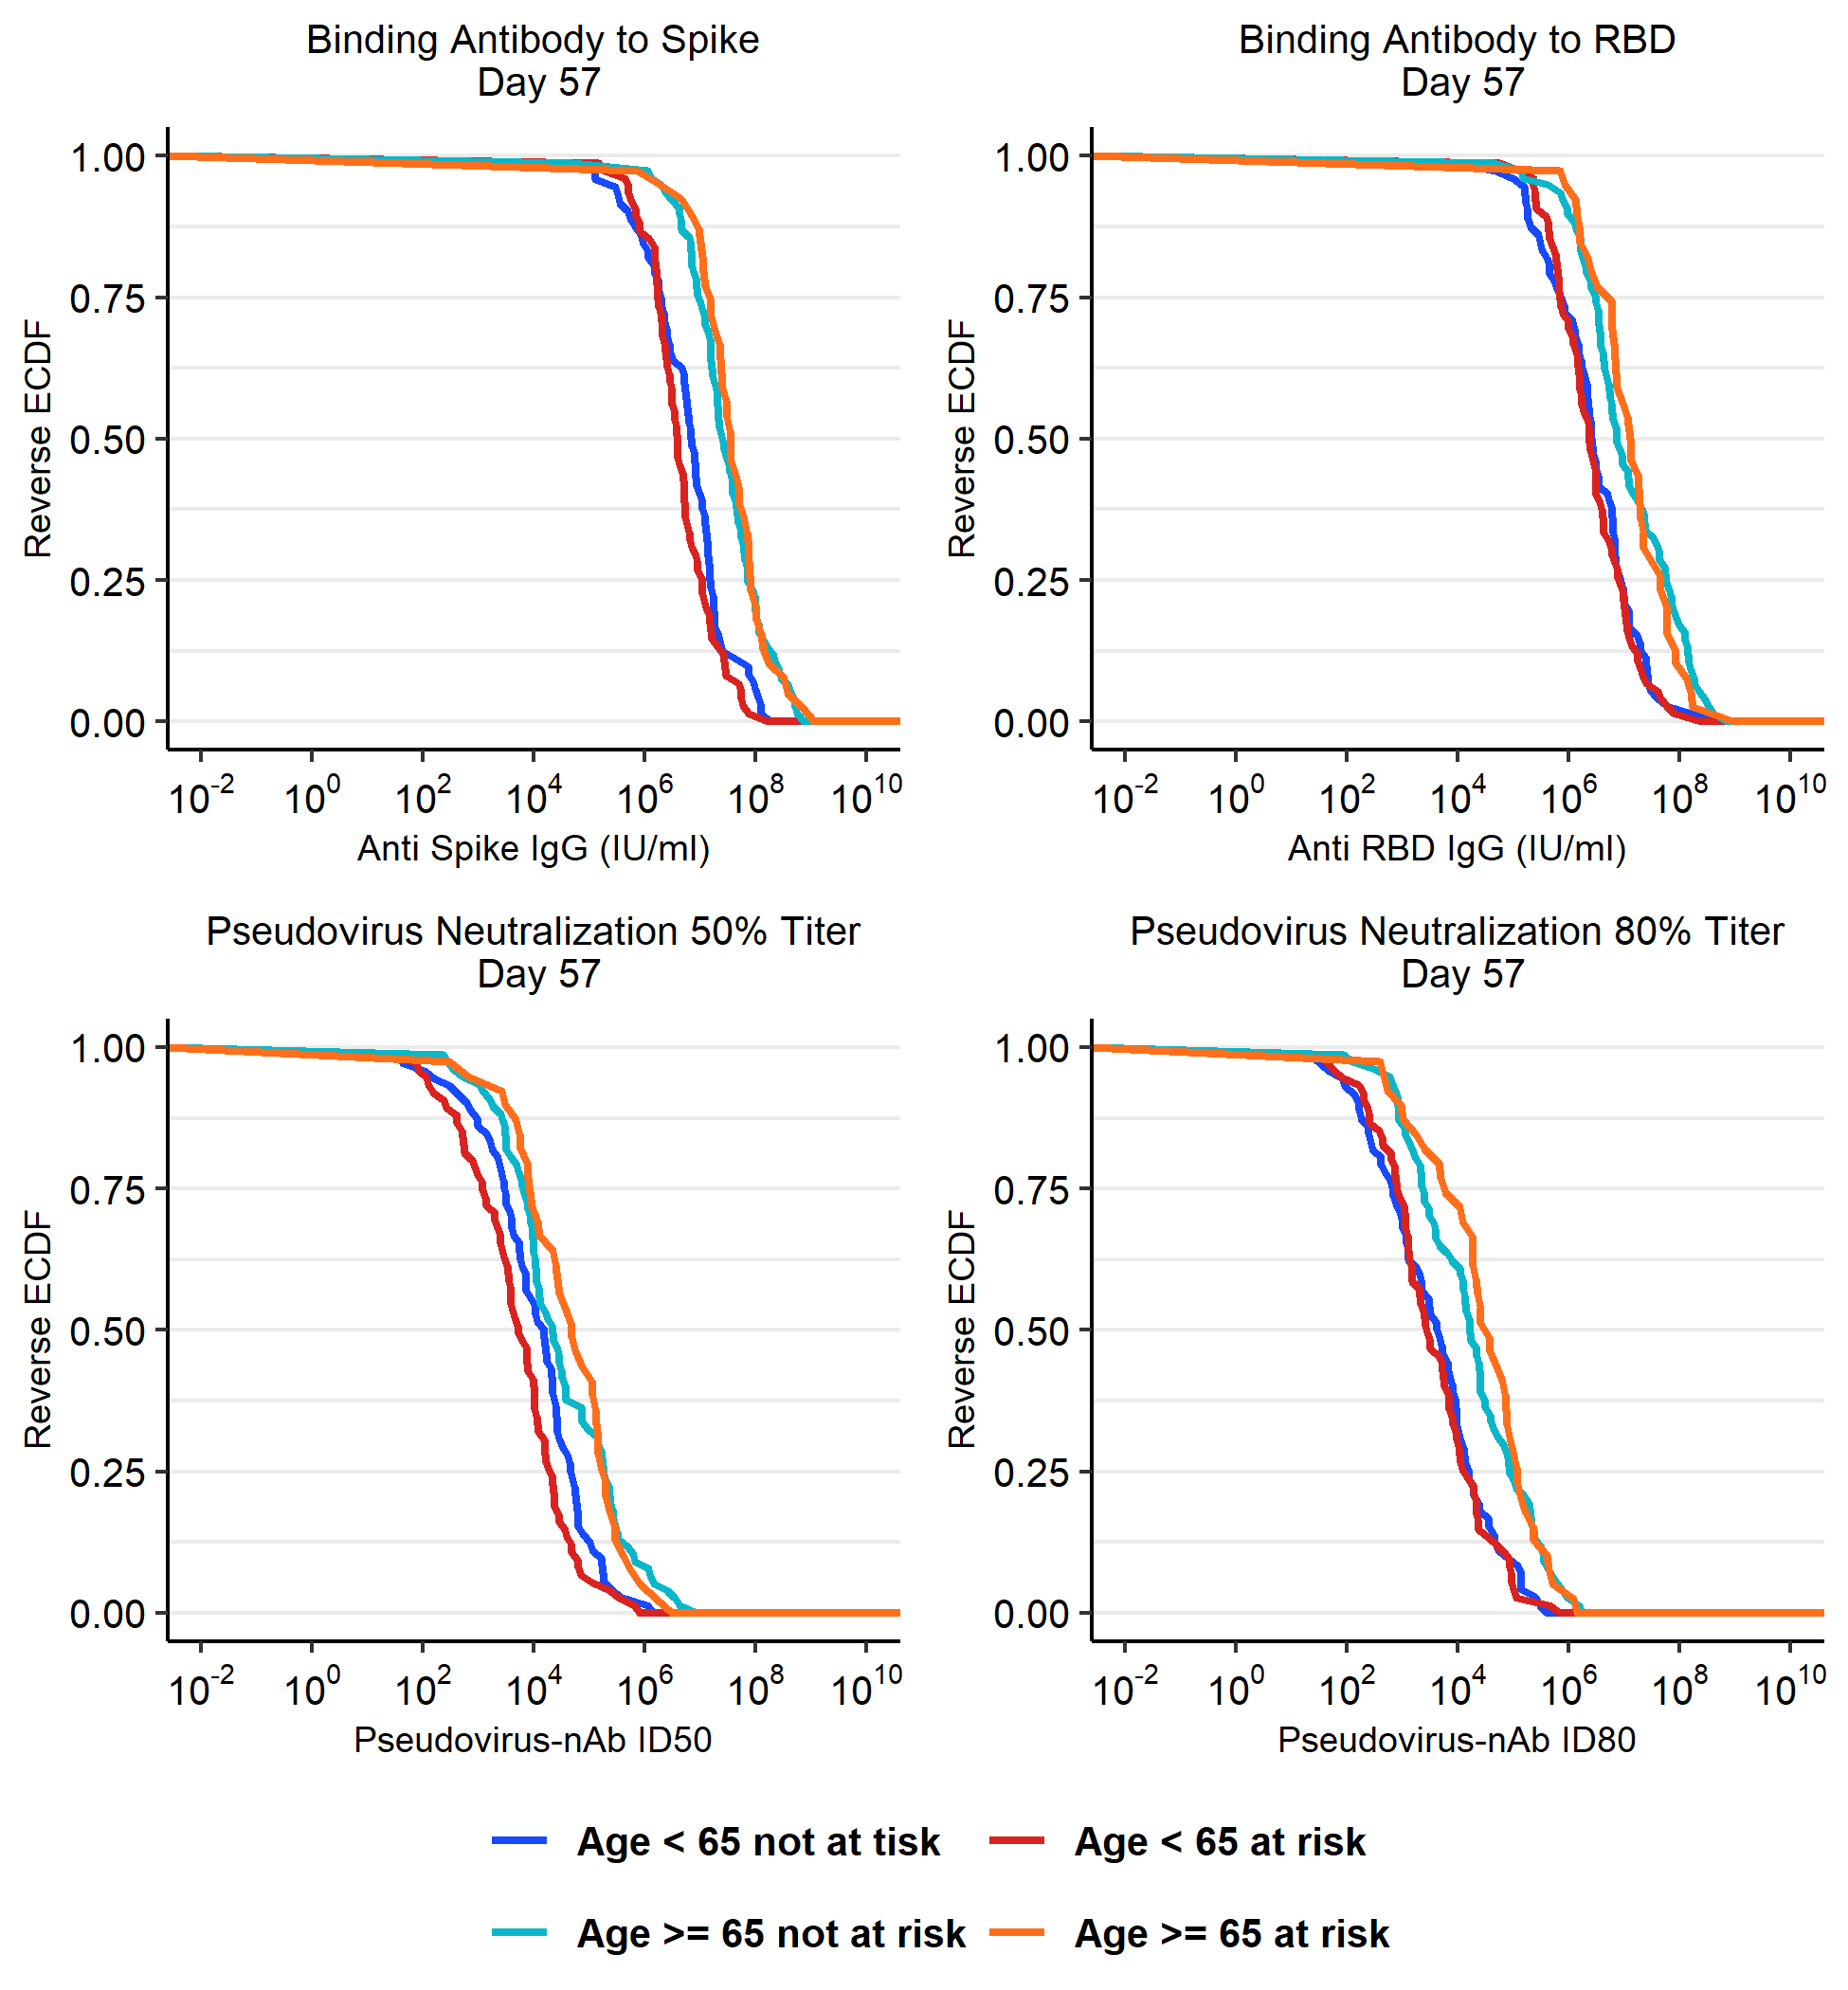 Binding Antibody to Spike
Day 57
Reverse ECDF
1.00
0.75
0.50
0.25
0.00
10^-2 10^0 10^2 10^4 10^6 10^8 10^10
Anti Spike IgG (IU/ml)
Binding Antibody to RBD
Day 57
Reverse ECDF
1.00
0.75
0.50
0.25
0.00
10^-2 10^0 10^2 10^4 10^6 10^8 10^10
Anti RBD IgG (IU/ml)
Pseudovirus Neutralization 50% Titer
Day 57
Reverse ECDF
1.00
0.75
0.50
0.25
0.00
10^-2 10^0 10^2 10^4 10^6 10^8 10^10
Pseudovirus-nAb ID50
Pseudovirus Neutralization 80% Titer
Day 57
Reverse ECDF
1.00
0.75
0.50
0.25
0.00
10^-2 10^0 10^2 10^4 10^6 10^8 10^10
Pseudovirus-nAb ID80
Age < 65 not at tisk
Age < 65 at risk
Age >= 65 not at risk
Age >= 65 at risk